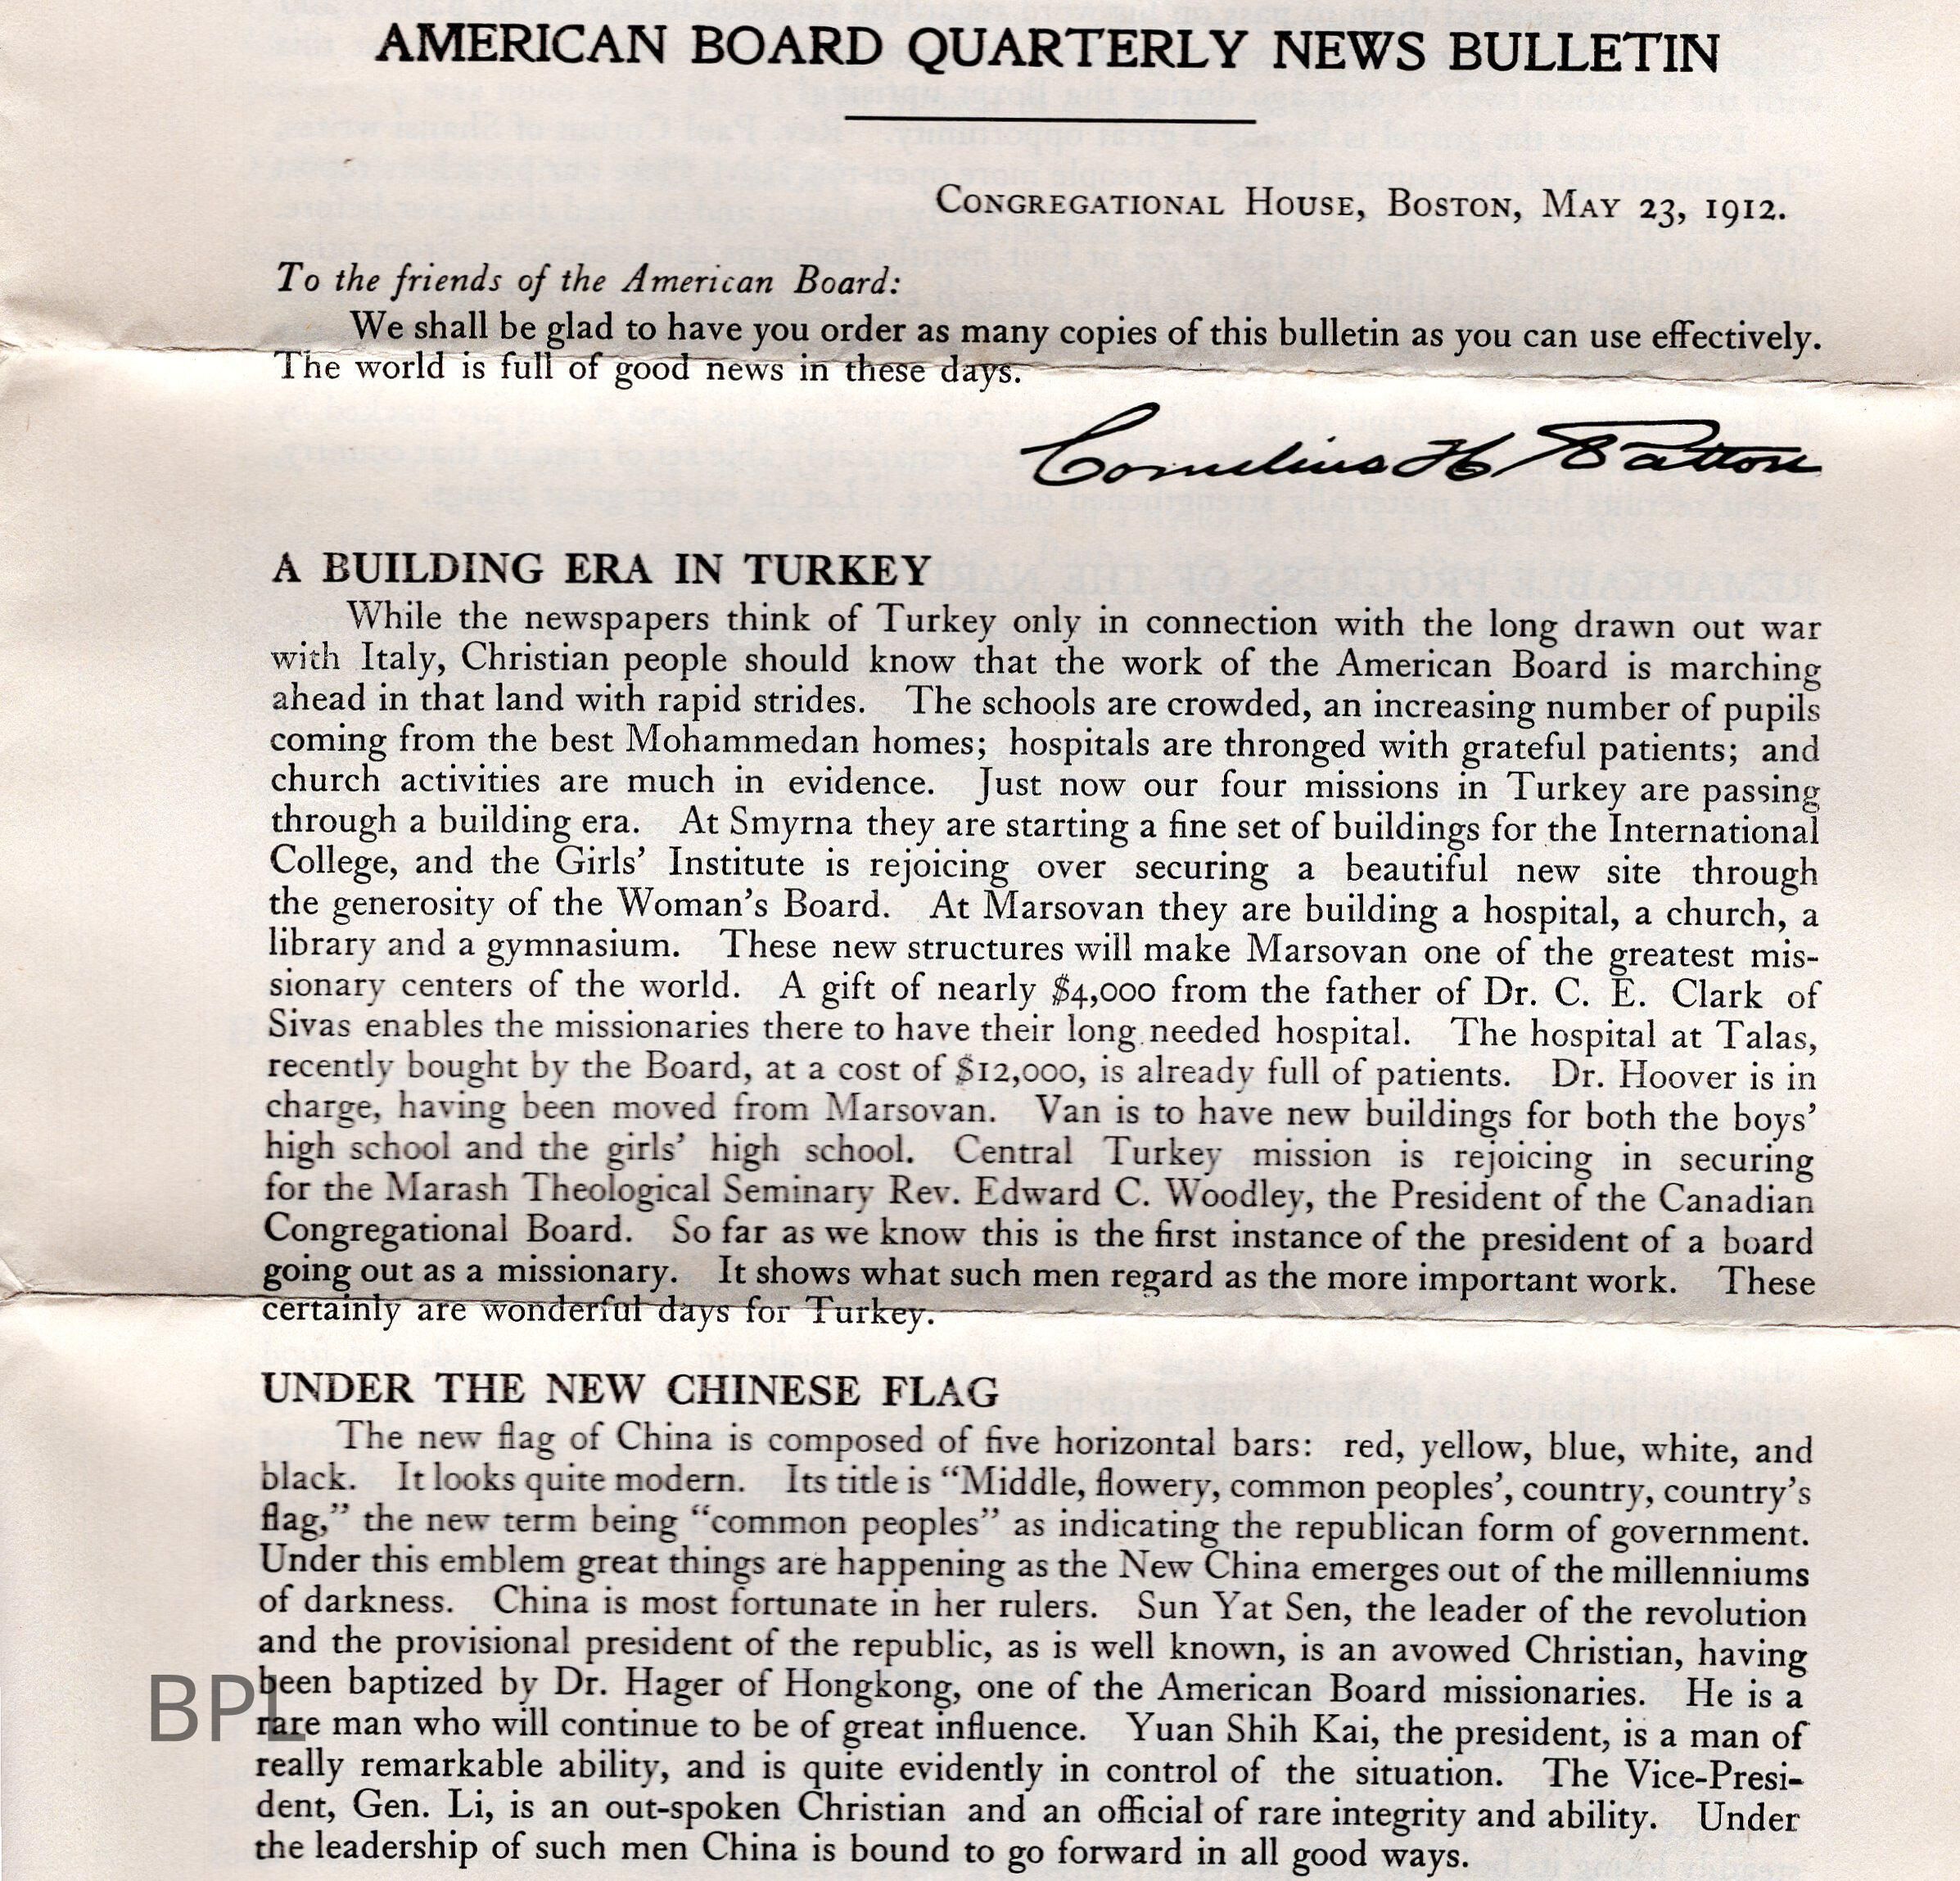 AMERICAN BOARD QUARTERLY NEWS BULLETIN
CONGREGATIONAL HOUSE, BOSTON, MAY 23, 1912.
To the friends of the American Board:
We shall be glad to have you order as many copies of this bulletin as you can use effectively.
The world is full of good news in these days.
Cornelius H Patton
A BUILDING ERA IN TURKEY
While the newspapers think of Turkey only in connection with the long drawn out war
with Italy, Christian people should know that the work of the American Board is marching
ahead in that land with rapid strides. The schools are crowded, an increasing number of pupils
coming from the best Mohammedan homes; hospitals are thronged with grateful patients; and
church activities are much in evidence. Just now our four missions in Turkey are passing
through a building era. At Smyrna they are starting a fine set of buildings for the International
College, and the Girls' Institute is rejoicing over securing a beautiful new site through
the generosity of the Woman's Board. At Marsovan they are building a hospital, a church, a
library and a gymnasium. These new structures will make Marsovan one of the greatest mis-
sionary centers of the world. A gift of nearly $4,000 from the father of Dr. C. E. Clark of
Sivas enables the missionaries there to have their long needed hospital. The hospital at Talas,
recently bought by the Board, at a cost of $12,000, is already full of patients. Dr. Hoover is in
charge, having been moved from Marsovan. Van is to have new buildings for both the boys'
high school and the girls' high school. Central Turkey mission is rejoicing in securing
for the Marash Theological Seminary Rev. Edward C. Woodley, the President of the Canadian
Congregational Board. So far as we know this is the first instance of the president of a board
going out as a missionary. It shows what such men regard as the more important work. These
certainly are wonderful days for Turkey.
UNDER THE NEW CHINESE FLAG
The new flag of China is composed of five horizontal bars: red, yellow, blue, white, and
black. It looks quite modern. Its title is "Middle, flowery, common peoples', country, country's
flag," the new term being "common peoples" as indicating the republican form of government.
Under this emblem great things are happening as the New China emerges out of the millenniums
of darkness. China is most fortunate in her rulers. Sun Yat Sen, the leader of the revolution
and the provisional president of the republic, as is well known, is an avowed Christian, having
been baptized by Dr. Hager of Hongkong, one of the American Board missionaries. He is a
rare man who will continue to be of great influence. Yuan Shih Kai, the president, is a man of
really remarkable ability, and is quite evidently in control of the situation. The Vice-Presi-
dent, Gen. Li, is an out-spoken Christian and an official of rare integrity and ability. Under
the leadership of such men China is bound to go forward in all good ways.
BPL